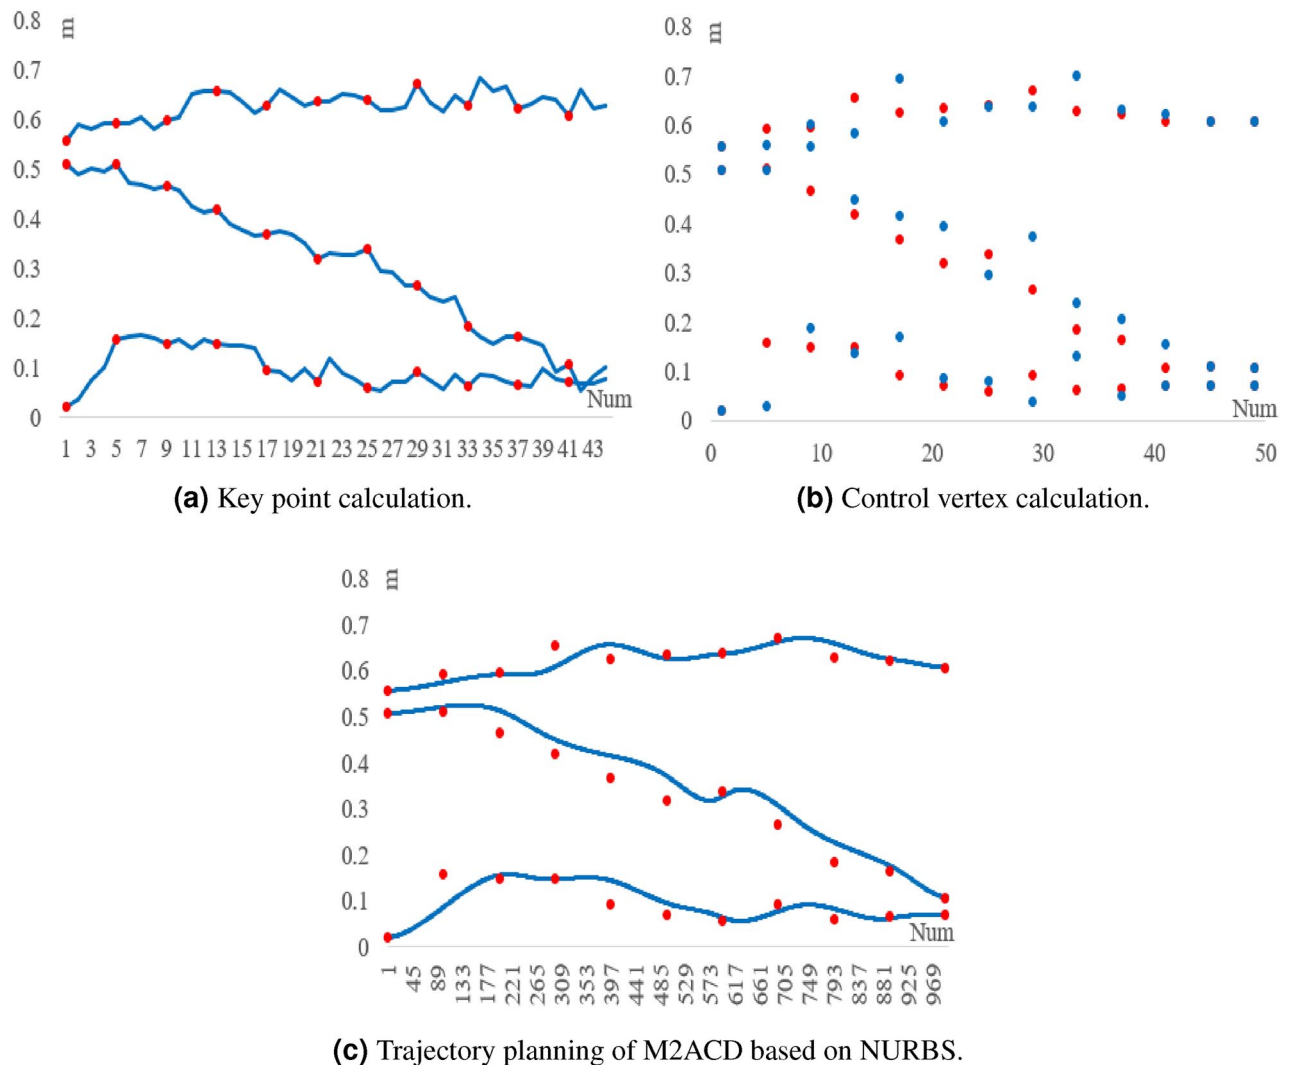 0.8
m
0.7
0.6
0.5
0.4
0.3
0.2
0.1
0
Num
1 3 5 7 9 11 13 15 17 19 21 23 25 27 29 31 33 35 37 39 41 43
(a) Key point calculation.
0.8
m
0.7
0.6
0.5
0.4
0.3
0.2
0.1
0
Num
0 10 20 30 40 50
(b) Control vertex calculation.
0.8
m
0.7
0.6
0.5
0.4
0.3
0.2
0.1
0
Num
1 45 89 133 177 221 265 309 353 397 441 485 529 573 617 661 705 749 793 837 881 925 969
(c) Trajectory planning of M2ACD based on NURBS.